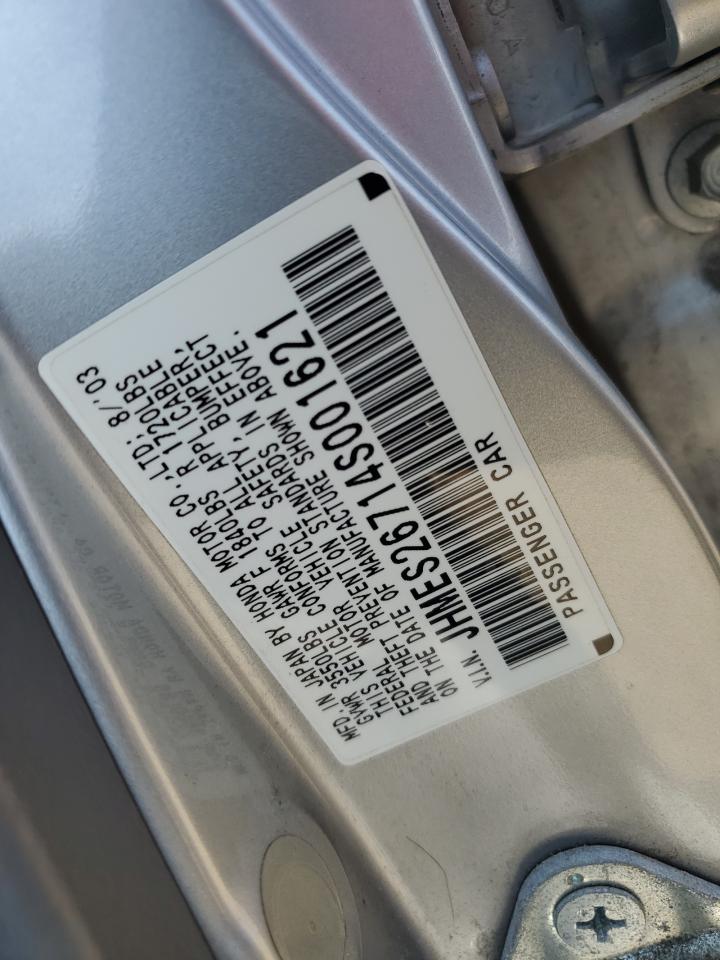 MFD. IN JAPAN BY HONDA MOTOR CO., LTD: 8/'03
GVWR 3550LBS GAWR F 1840LBS R 1720LBS
THIS VEHICLE CONFORMS TO ALL APPLICABLE,
FEDERAL MOTOR VEHICLE SAFETY, BUMPER,
AND THEFT PREVENTION STANDARDS IN EFFECT
ON THE DATE OF MANUFACTURE SHOWN ABOVE.
V.I.N. JHMES26714S001621
PASSENGER CAR